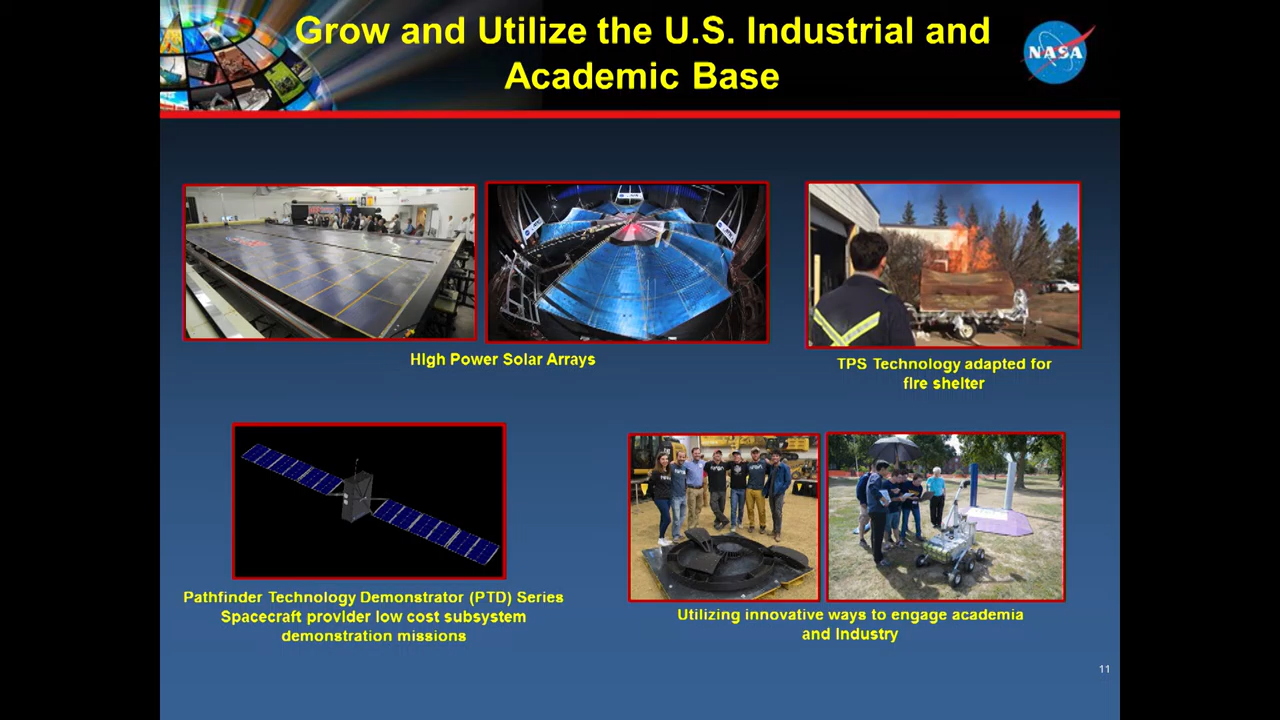 Grow and Utilize the U.S. Industrial and
Academic Base
NASA
High Power Solar Arrays
TPS Technology adapted for
fire shelter
Pathfinder Technology Demonstrator (PTD) Series
Spacecraft provider low cost subsystem
demonstration missions
Utilizing innovative ways to engage academia
and Industry
11